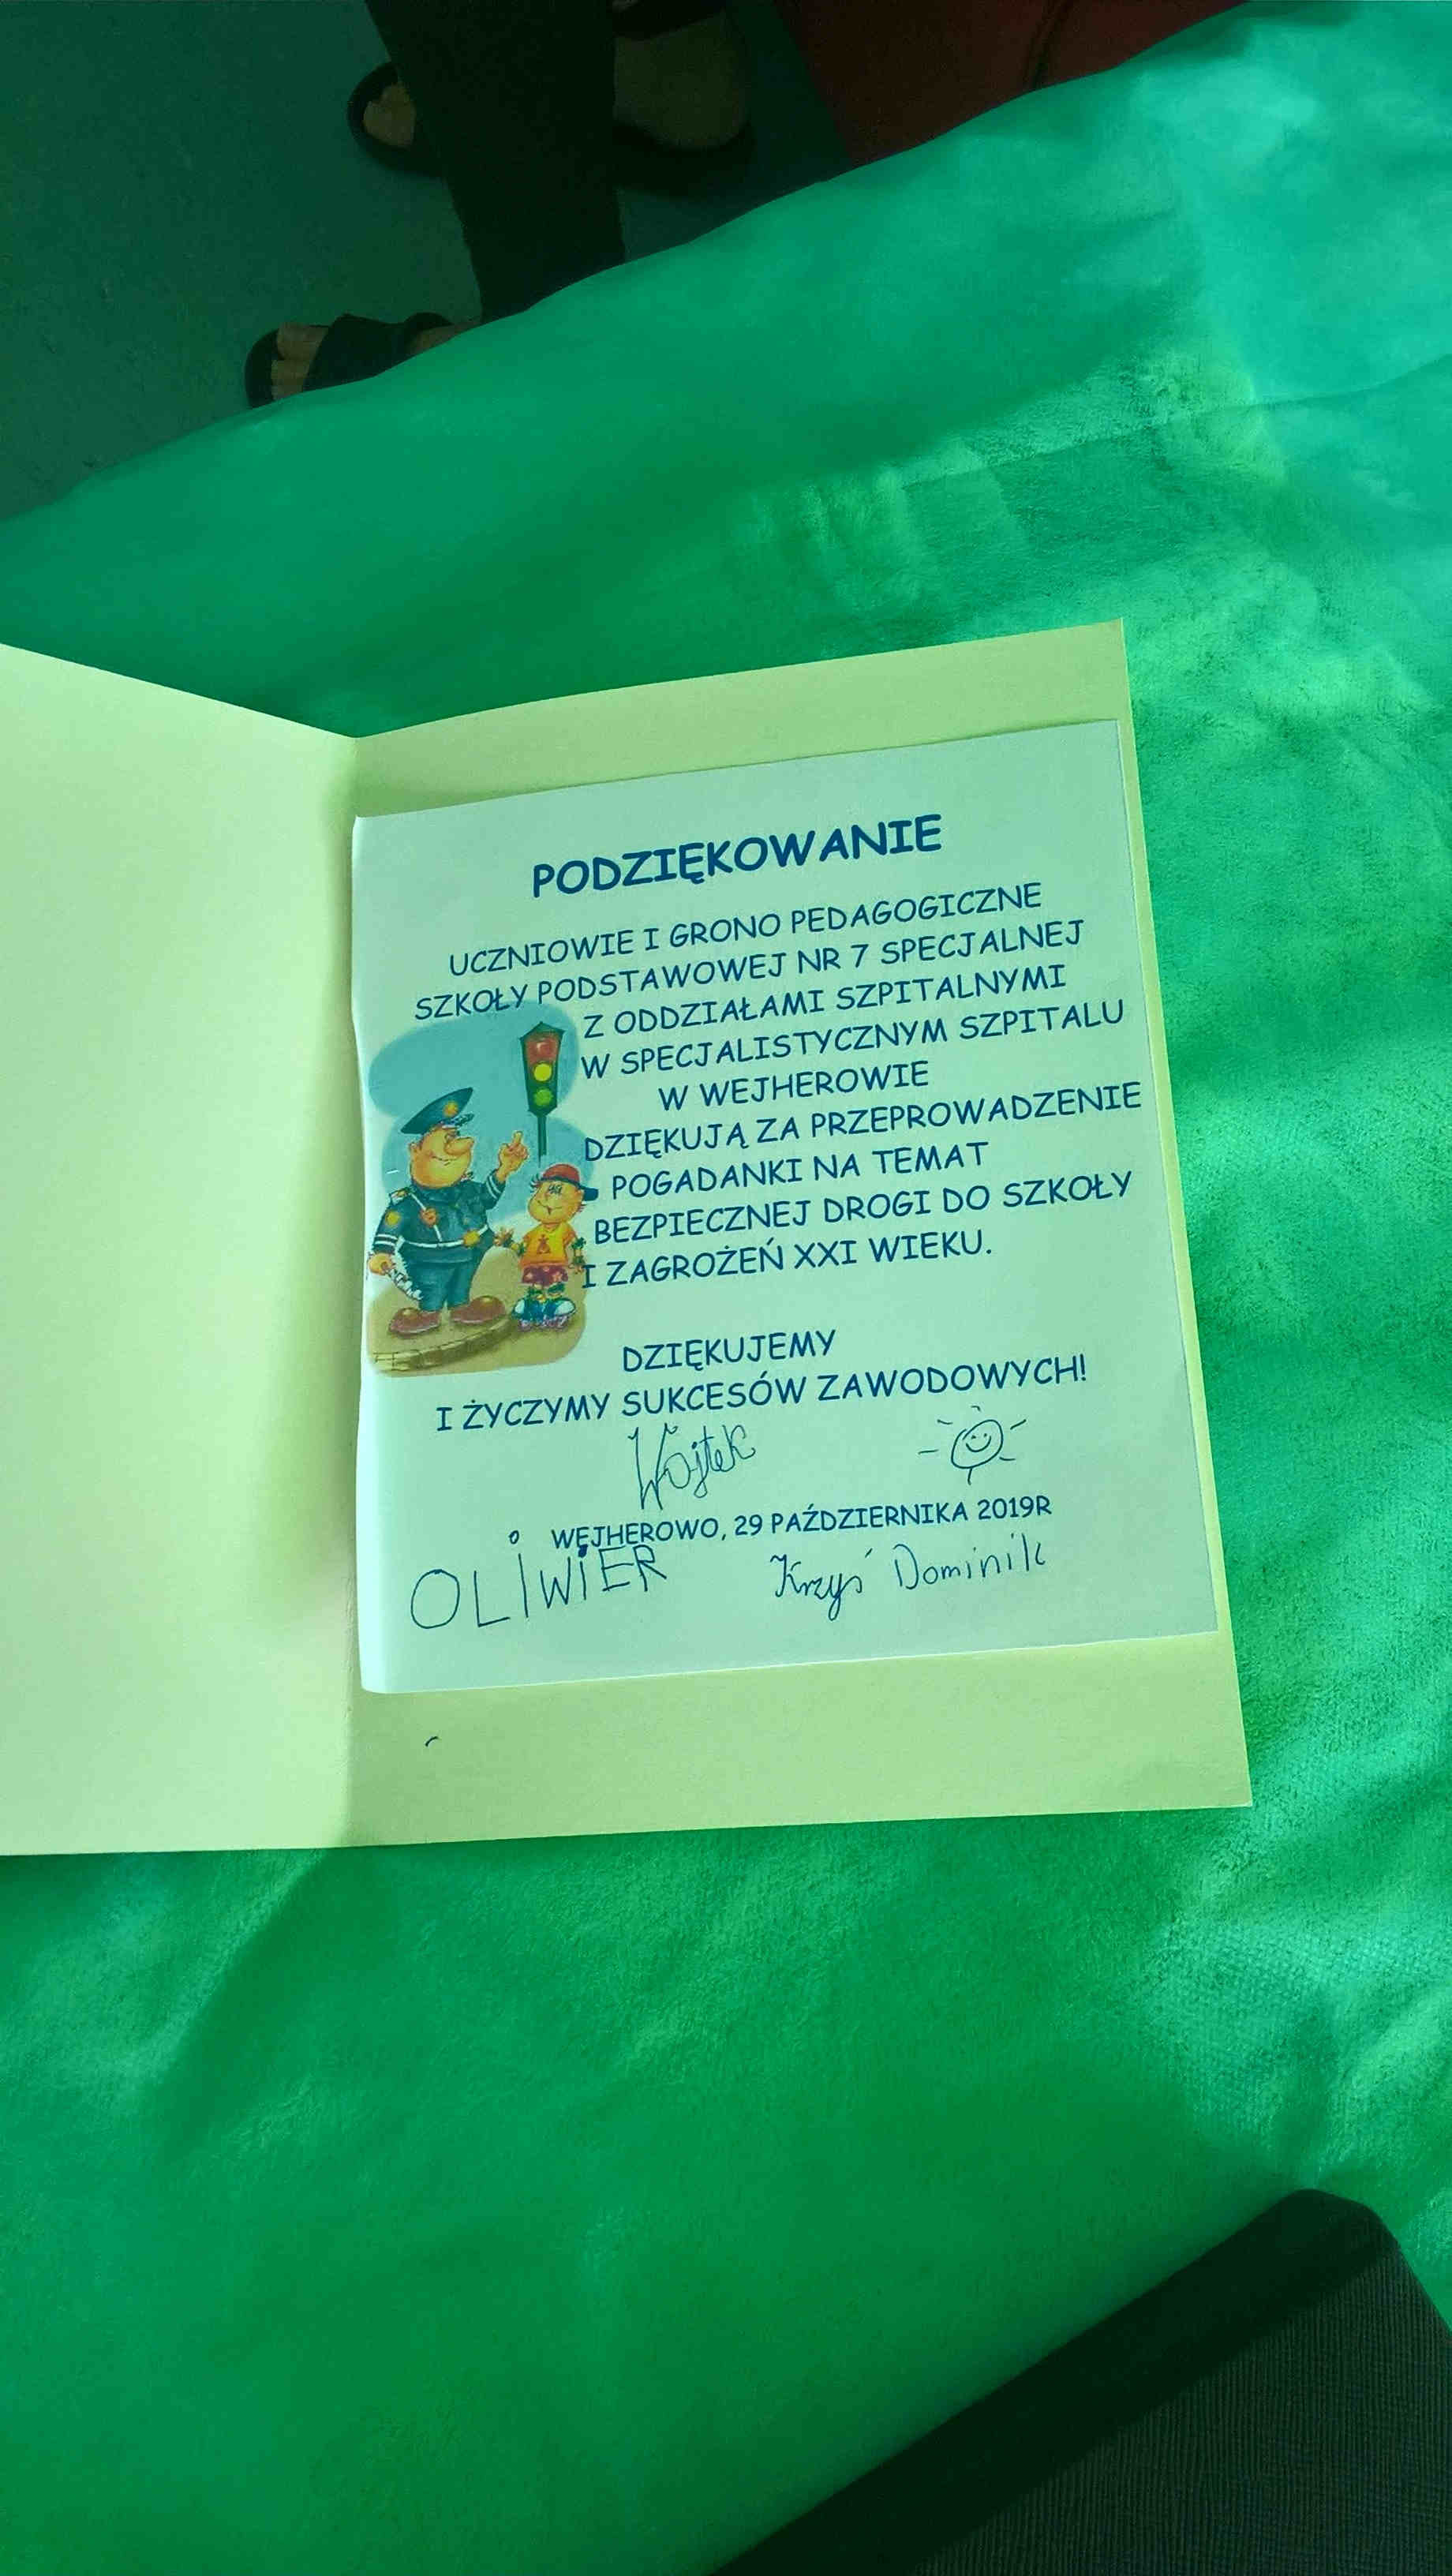 PODZIĘKOWANIE
UCZNIOWIE I GRONO PEDAGOGICZNE
SZKOŁY PODSTAWOWEJ NR 7 SPECJALNEJ
Z ODDZIAŁAMI SZPITALNYMI
W SPECJALISTYCZNYM SZPITALU
W WEJHEROWIE
DZIĘKUJĄ ZA PRZEPROWADZENIE
POGADANKI NA TEMAT
BEZPIECZNEJ DROGI DO SZKOŁY
I ZAGROŻEŃ XXI WIEKU.
DZIĘKUJEMY
I ŻYCZYMY SUKCESÓW ZAWODOWYCH!
Wojtek
WEJHEROWO, 29 PAŹDZIERNIKA 2019R
OLIWIER Krzyś Dominik